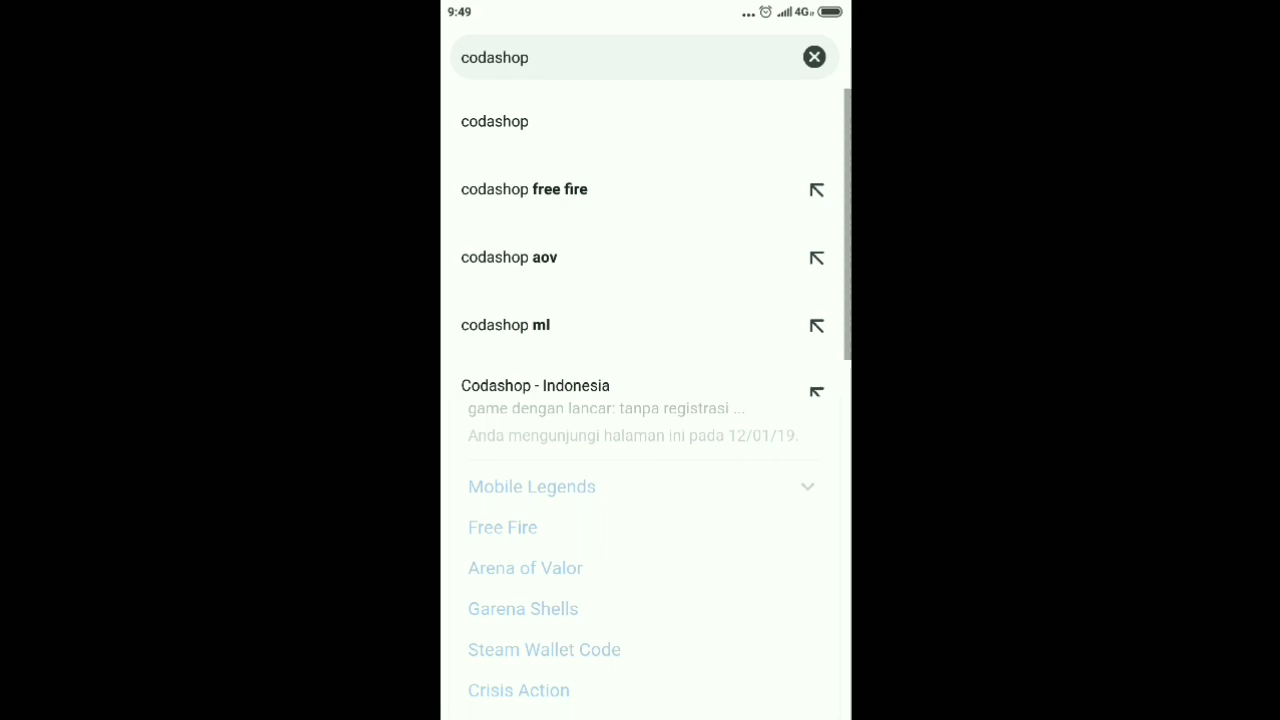 9:49
4G
codashop
codashop
codashop free fire
codashop aov
codashop ml
Codashop - Indonesia
game dengan lancar: tanpa registrasi ...
Anda mengunjungi halaman ini pada 12/01/19.
Mobile Legends
Free Fire
Arena of Valor
Garena Shells
Steam Wallet Code
Crisis Action